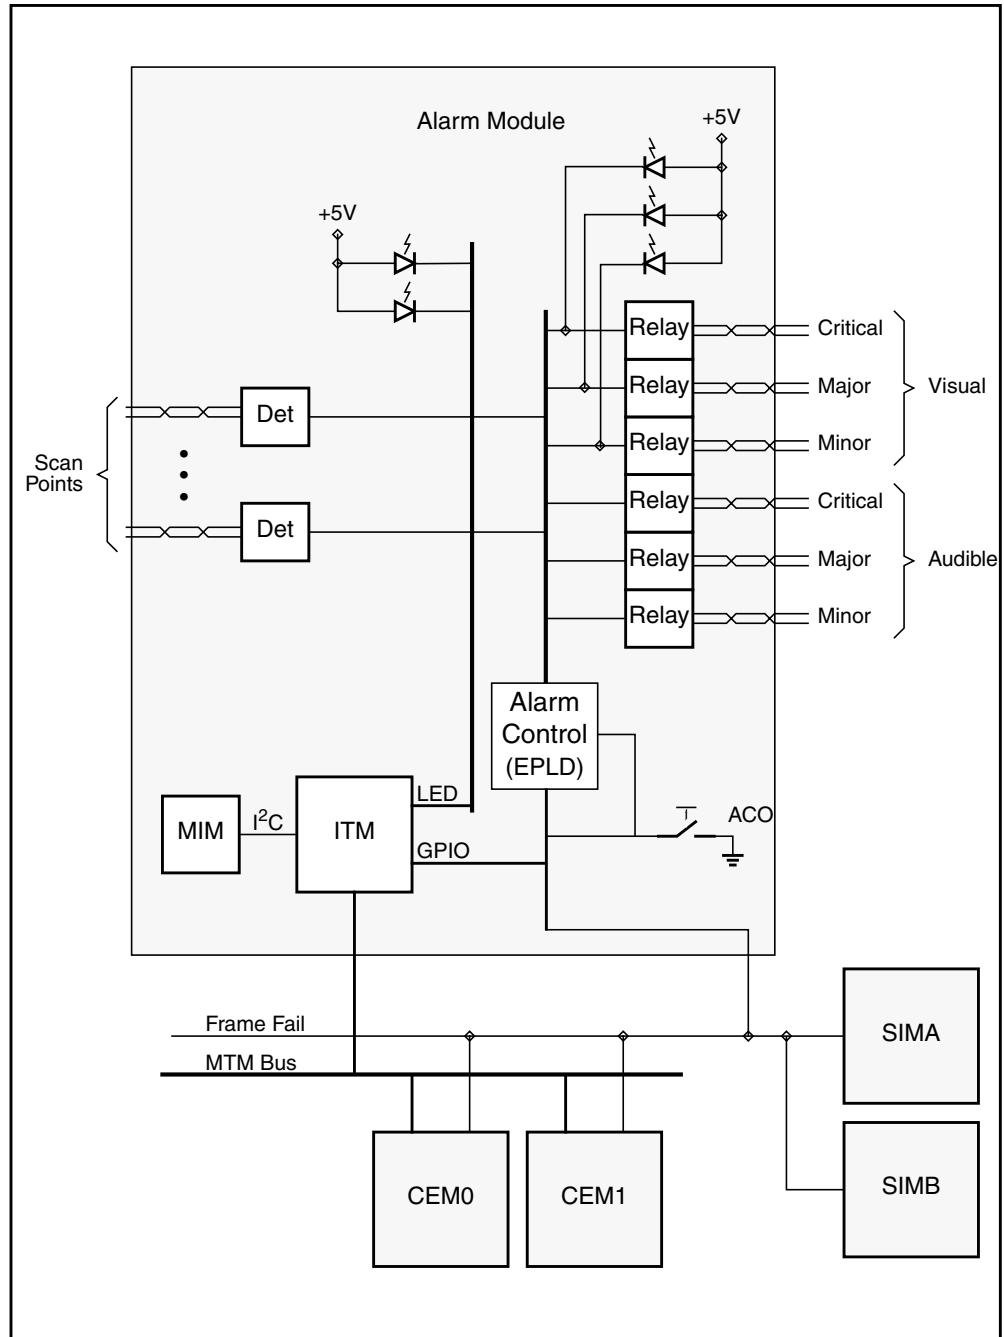 Alarm Module
+5V
+5V
Relay
Critical
Relay
Major
Visual
Relay
Minor
Relay
Critical
Relay
Major
Audible
Relay
Minor
Det
Scan
Points
Det
Alarm
Control
(EPLD)
LED
MIM
I²C
ITM
GPIO
ACO
Frame Fail
MTM Bus
SIMA
SIMB
CEM0
CEM1